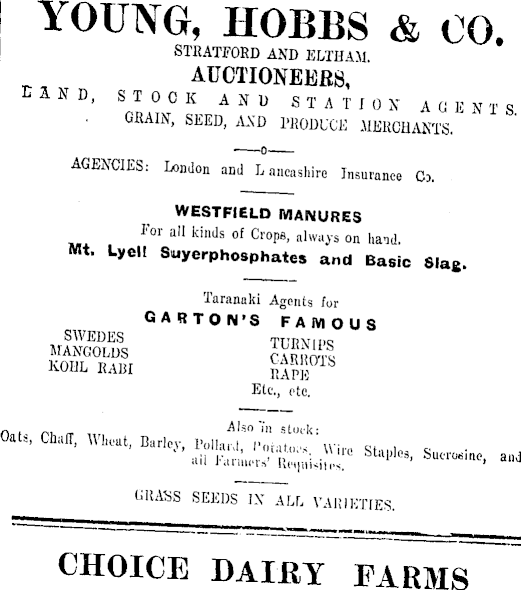 YOUNG, HOBBS & CO.
STRATFORD AND ELTHAM.
AUCTIONEERS,
LAND, STOCK AND STATION AGENTS.
GRAIN, SEED, AND PRODUCE MERCHANTS.
—o—
AGENCIES: London and Lancashire Insurance Co.
WESTFIELD MANURES
For all kinds of Crops, always on hand.
Mt. Lyell Suyerphosphates and Basic Slag.
Taranaki Agents for
GARTON'S FAMOUS
SWEDES TURNIPS
MANGOLDS CARROTS
KOHL RABI RAPE
Etc., etc.
Also in stock:
Oats, Chaff, Wheat, Barley, Pollard, Potatoes, Wire Staples, Sucrosine, and
all Farmers' Requisites.
GRASS SEEDS IN ALL VARIETIES.
CHOICE DAIRY FARMS